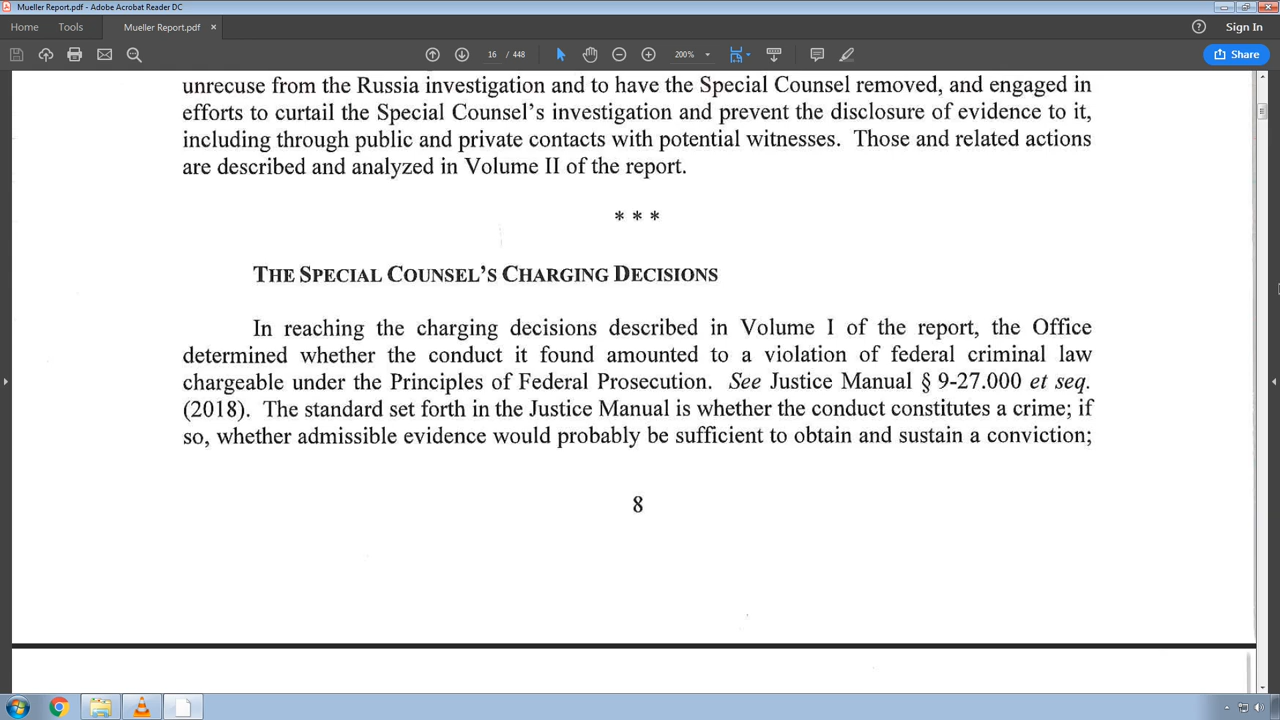 Mueller Report.pdf - Adobe Acrobat Reader DC
Home Tools Mueller Report.pdf × Sign In
16 / 448 200% Share
unrecuse from the Russia investigation and to have the Special Counsel removed, and engaged in
efforts to curtail the Special Counsel's investigation and prevent the disclosure of evidence to it,
including through public and private contacts with potential witnesses. Those and related actions
are described and analyzed in Volume II of the report.
* * *
THE SPECIAL COUNSEL'S CHARGING DECISIONS
In reaching the charging decisions described in Volume I of the report, the Office
determined whether the conduct it found amounted to a violation of federal criminal law
chargeable under the Principles of Federal Prosecution. See Justice Manual § 9-27.000 et seq.
(2018). The standard set forth in the Justice Manual is whether the conduct constitutes a crime; if
so, whether admissible evidence would probably be sufficient to obtain and sustain a conviction;
8